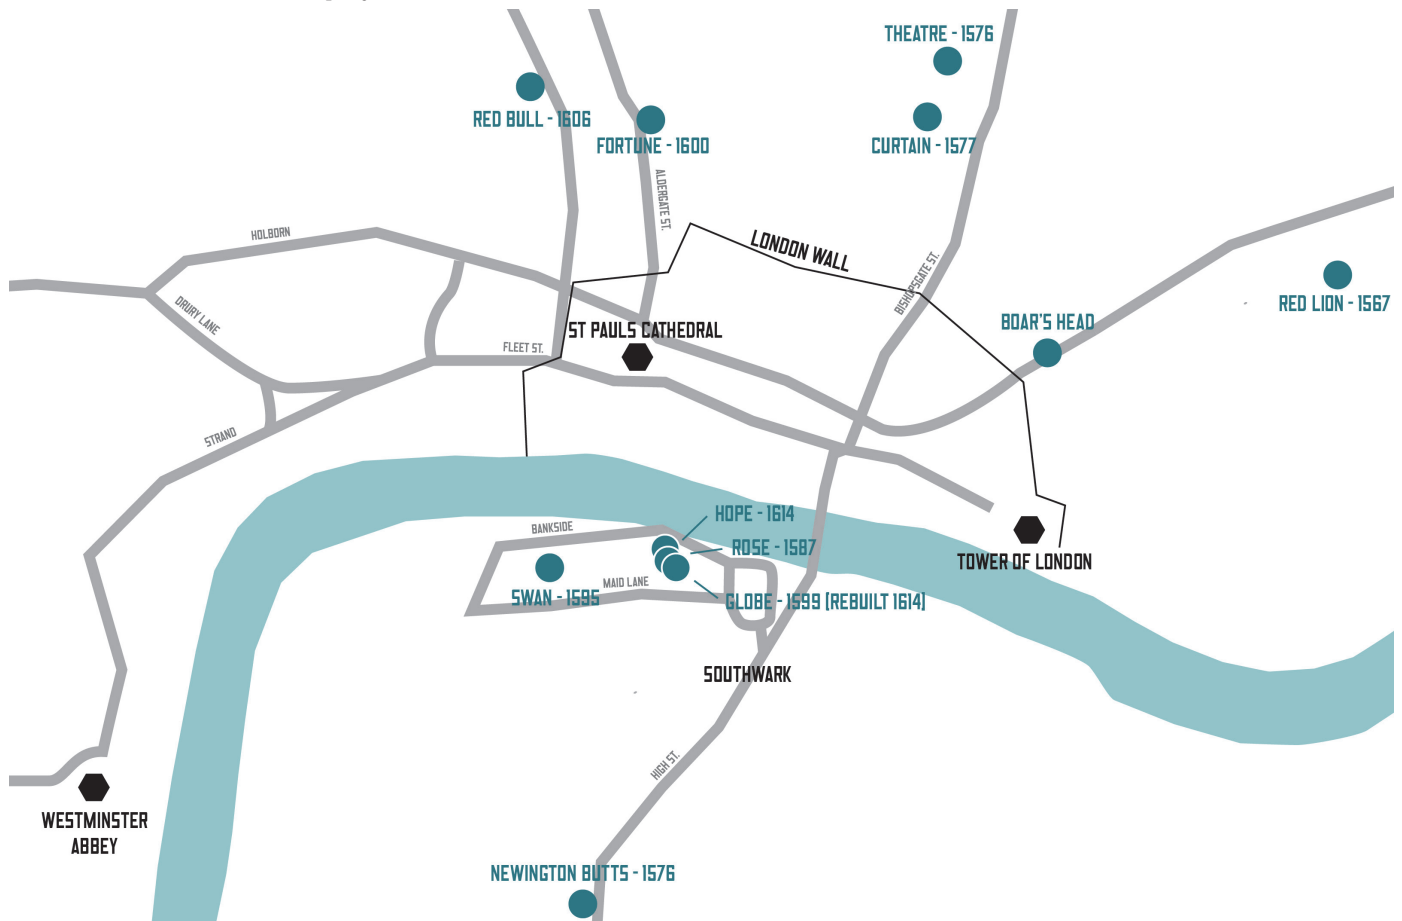 THEATRE - 1576
RED BULL - 1606
FORTUNE - 1600
CURTAIN - 1577
ALDERGATE ST.
HOLBORN
LONDON WALL
BISHOPSGATE ST.
RED LION - 1567
DRURY LANE
BOAR'S HEAD
ST PAULS CATHEDRAL
FLEET ST.
STRAND
HOPE - 1614
BANKSIDE
ROSE - 1587
TOWER OF LONDON
MAID LANE
SWAN - 1595
GLOBE - 1599 (REBUILT 1614)
SOUTHWARK
HIGH ST.
WESTMINSTER
ABBEY
NEWINGTON BUTTS - 1576